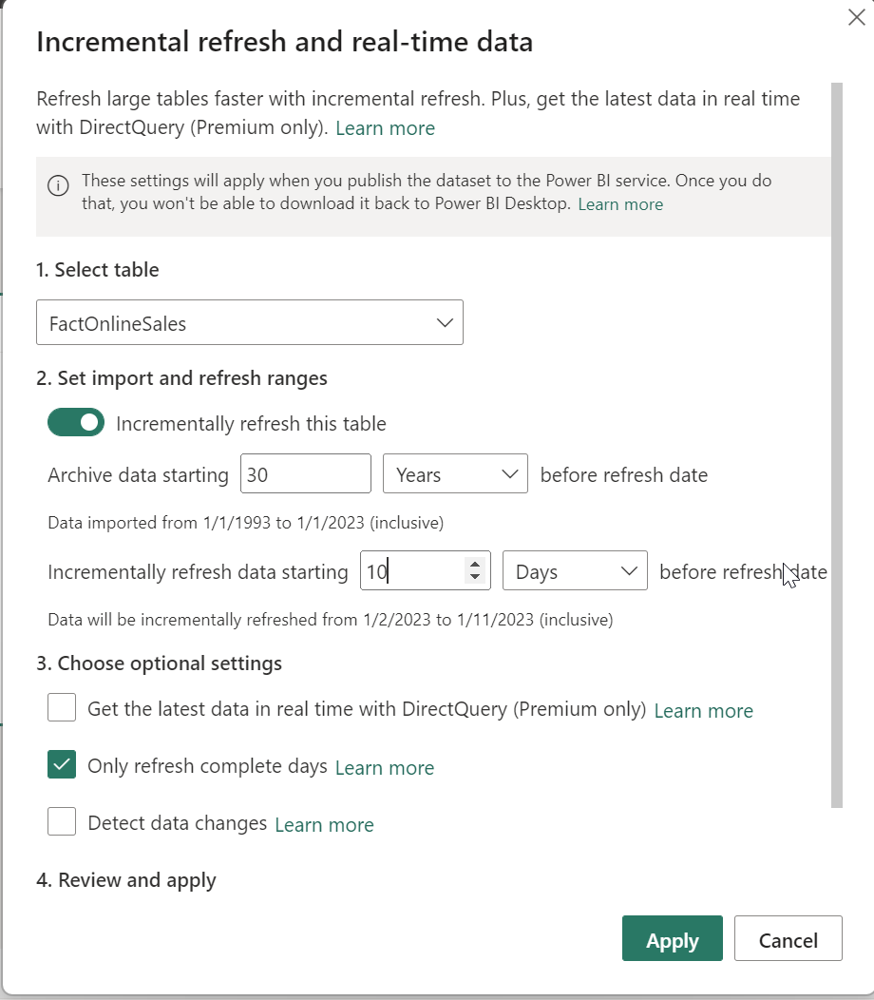 Incremental refresh and real-time data
Refresh large tables faster with incremental refresh. Plus, get the latest data in real time
with DirectQuery (Premium only). Learn more
These settings will apply when you publish the dataset to the Power BI service. Once you do
that, you won't be able to download it back to Power BI Desktop. Learn more
1. Select table
FactOnlineSales
2. Set import and refresh ranges
Incrementally refresh this table
Archive data starting 30 Years before refresh date
Data imported from 1/1/1993 to 1/1/2023 (inclusive)
Incrementally refresh data starting 10 Days before refresh date
Data will be incrementally refreshed from 1/2/2023 to 1/11/2023 (inclusive)
3. Choose optional settings
Get the latest data in real time with DirectQuery (Premium only) Learn more
Only refresh complete days Learn more
Detect data changes Learn more
4. Review and apply
Apply Cancel